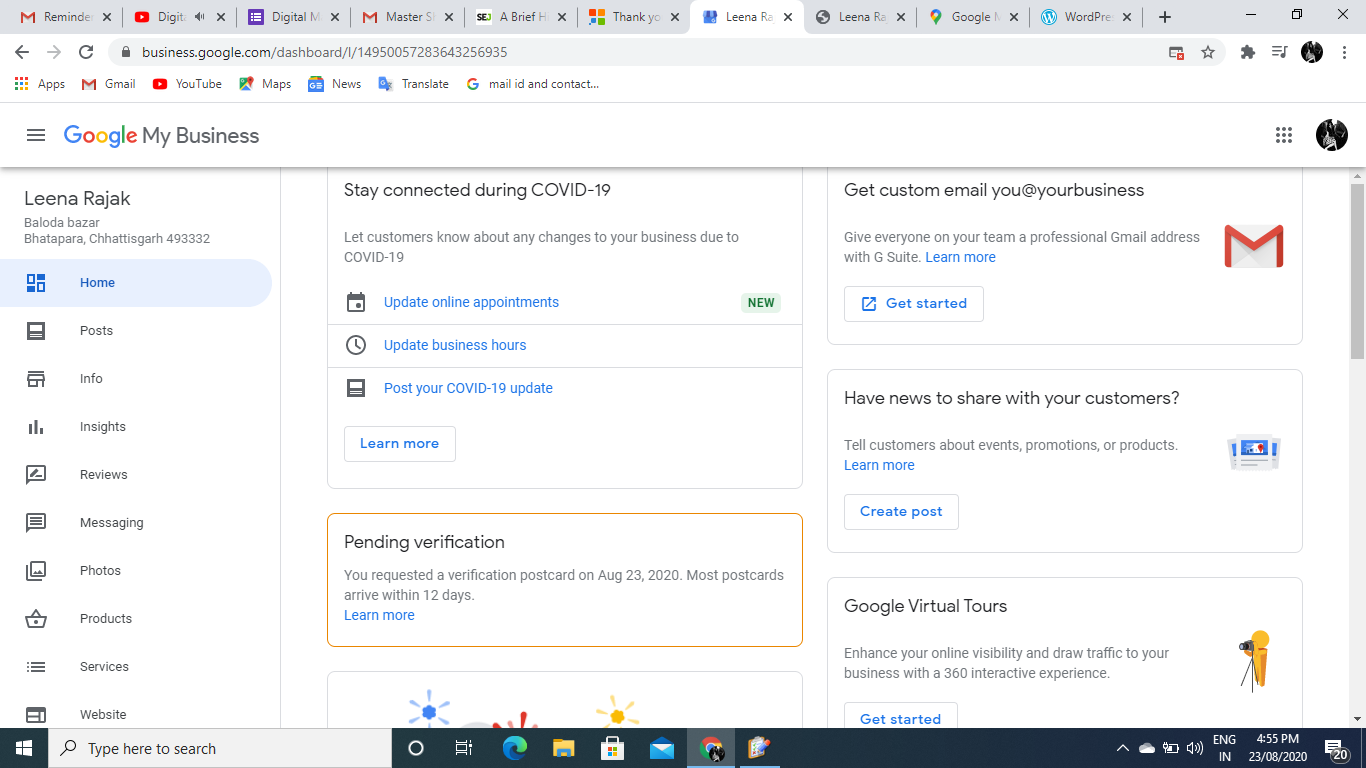 Reminder
Digita
Digital M
Master S
SEJ
A Brief H
Thank yo
Leena Ra
Leena Ra
Google M
WordPre
business.google.com/dashboard/l/14950057283643256935
Apps
Gmail
YouTube
Maps
News
Translate
mail id and contact...
Google My Business
Leena Rajak
Baloda bazar
Bhatapara, Chhattisgarh 493332
Home
Posts
Info
Insights
Reviews
Messaging
Photos
Products
Services
Website
Stay connected during COVID-19
Let customers know about any changes to your business due to
COVID-19
Update online appointments NEW
Update business hours
Post your COVID-19 update
Learn more
Pending verification
You requested a verification postcard on Aug 23, 2020. Most postcards
arrive within 12 days.
Learn more
Get custom email you@yourbusiness
Give everyone on your team a professional Gmail address
with G Suite. Learn more
Get started
Have news to share with your customers?
Tell customers about events, promotions, or products.
Learn more
Create post
Google Virtual Tours
Enhance your online visibility and draw traffic to your
business with a 360 interactive experience.
Get started
Type here to search
ENG
IN
4:55 PM
23/08/2020
20